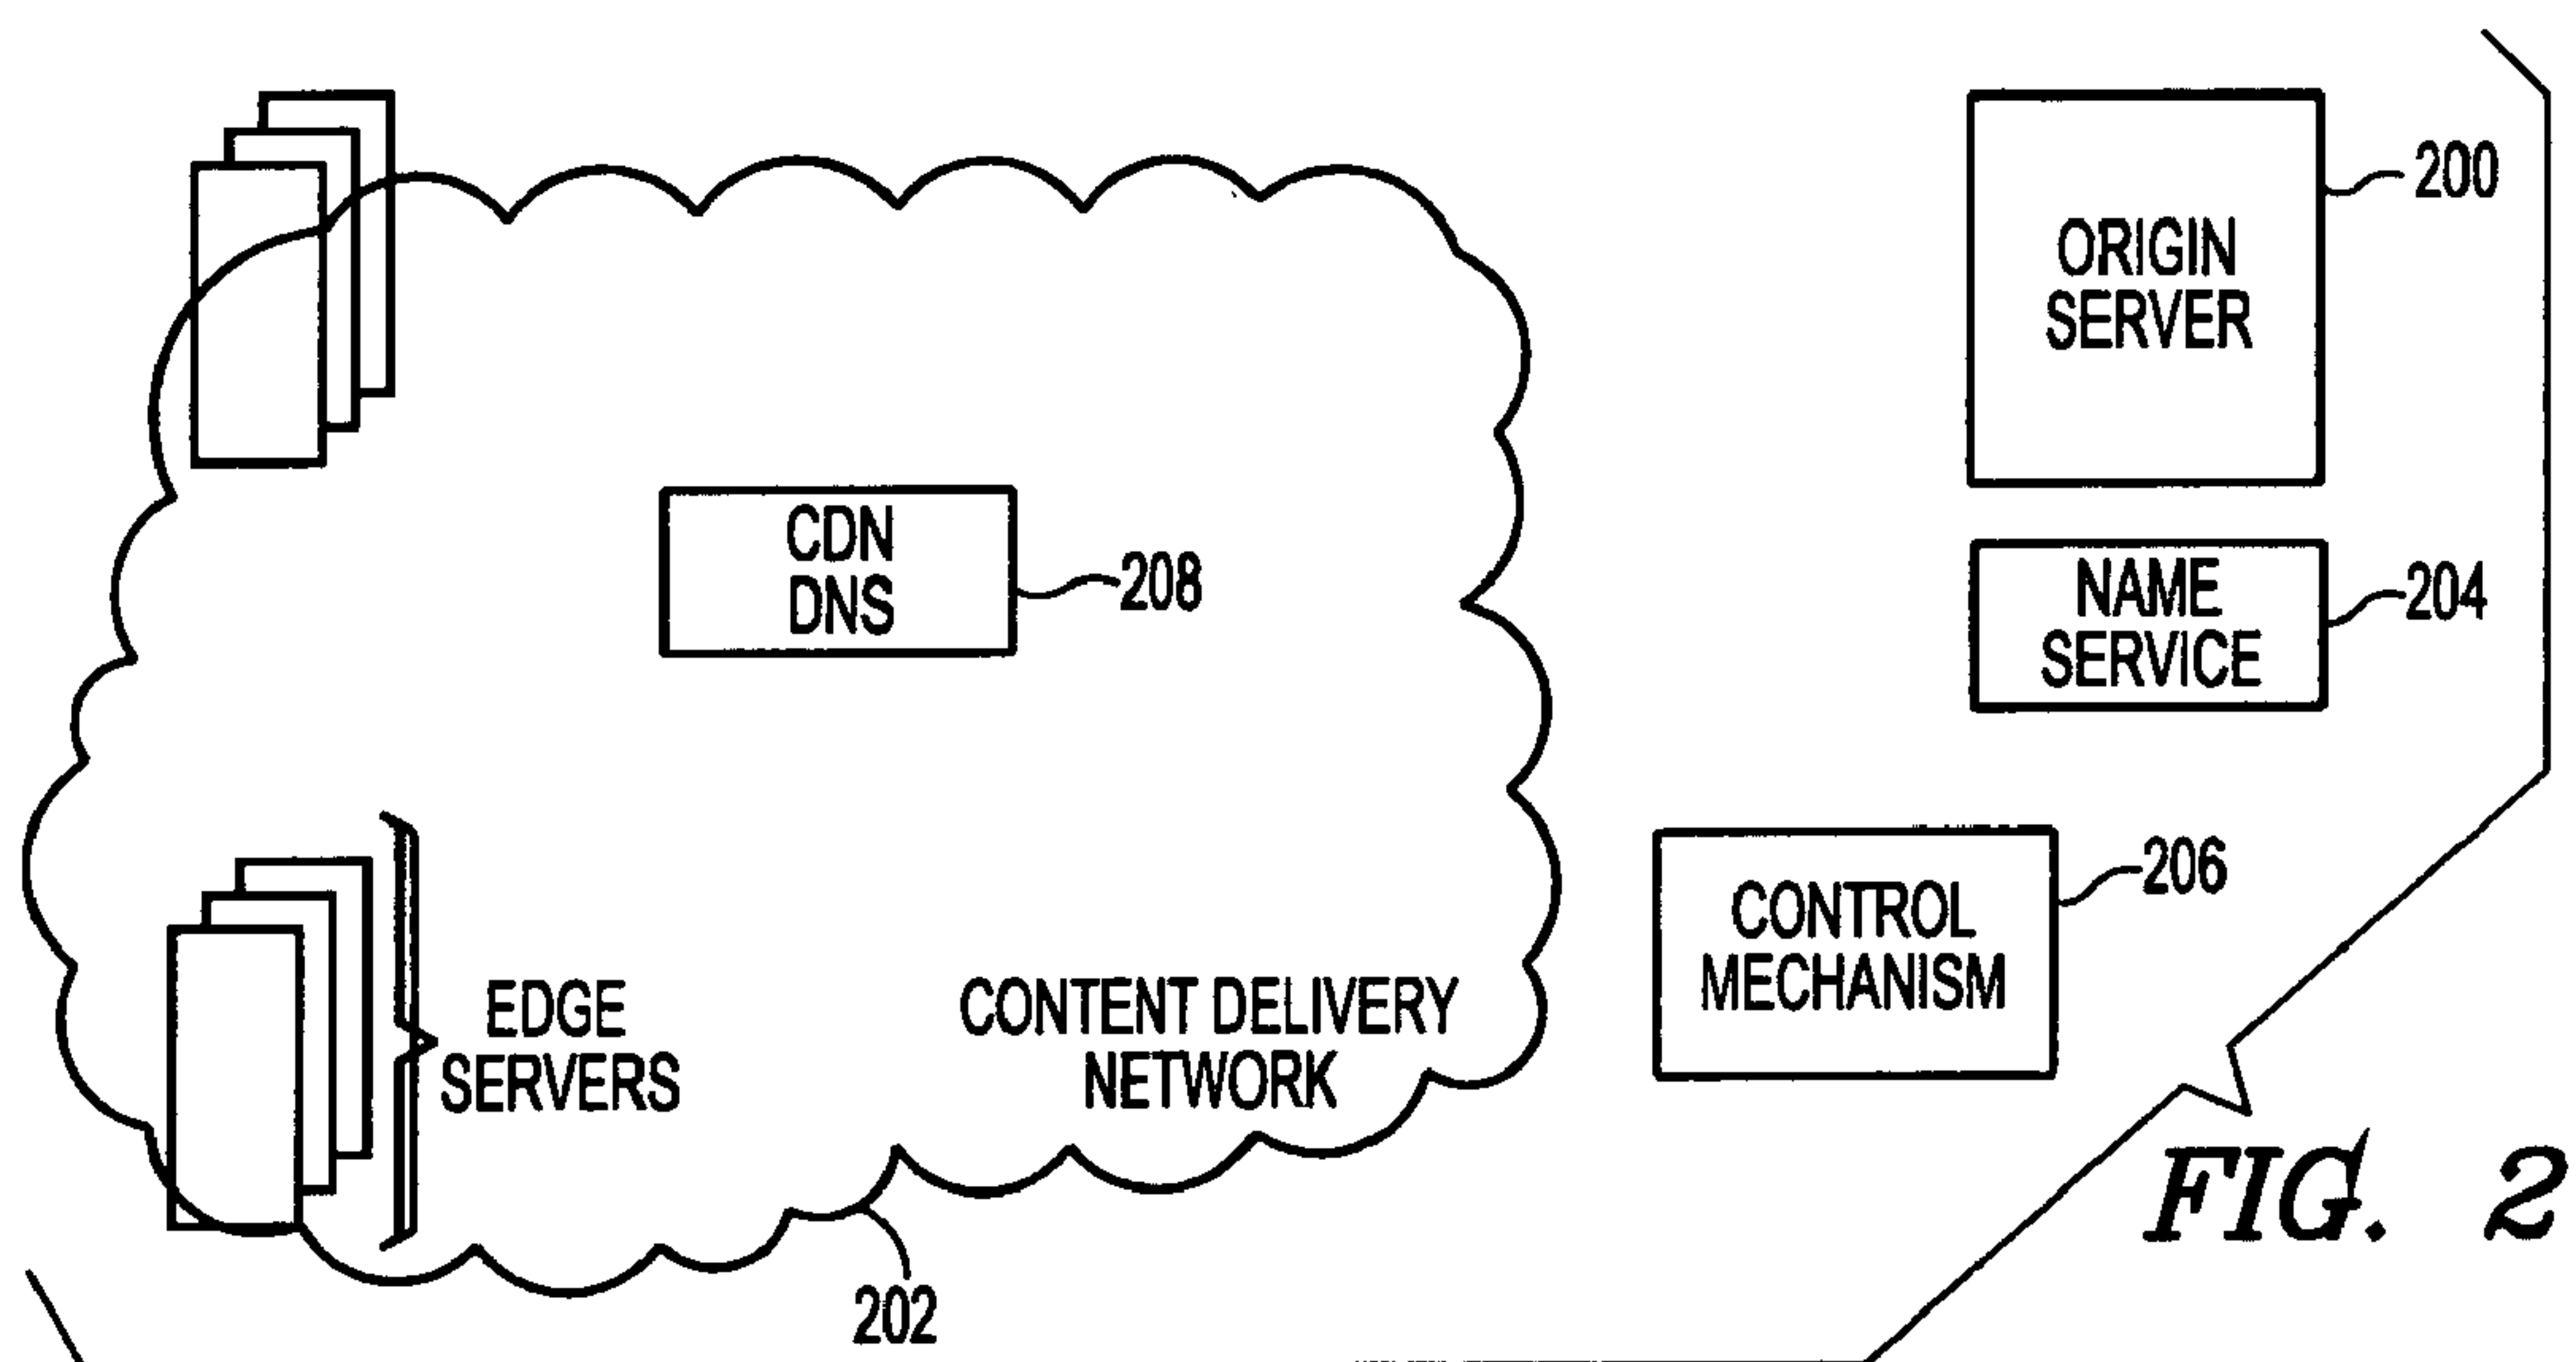 200
ORIGIN
SERVER
CDN
DNS
208
NAME
SERVICE
204
CONTROL
MECHANISM
206
EDGE
SERVERS
CONTENT DELIVERY
NETWORK
202
FIG. 2